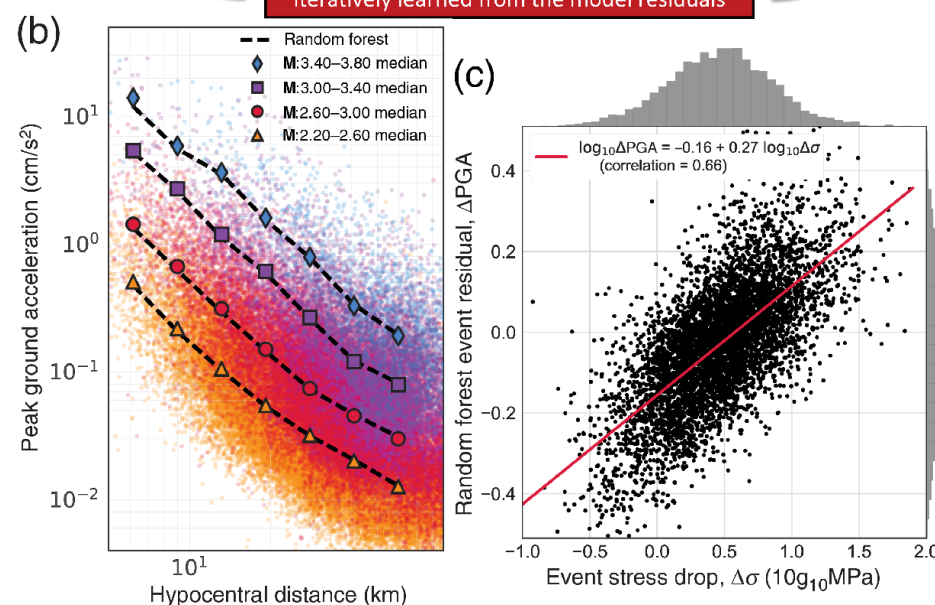 iteratively learned from the model residuals
(b)
Random forest
M:3.40–3.80 median
M:3.00–3.40 median
M:2.60–3.00 median
M:2.20–2.60 median
10¹
10⁰
10⁻¹
10⁻²
Peak ground acceleration (cm/s²)
10¹
Hypocentral distance (km)
(c)
log₁₀ΔPGA = −0.16 + 0.27 log₁₀Δσ
(correlation = 0.66)
0.4
0.2
0.0
−0.2
−0.4
Random forest event residual, ΔPGA
−1.0 −0.5 0.0 0.5 1.0 1.5 2.0
Event stress drop, Δσ (10g₁₀MPa)